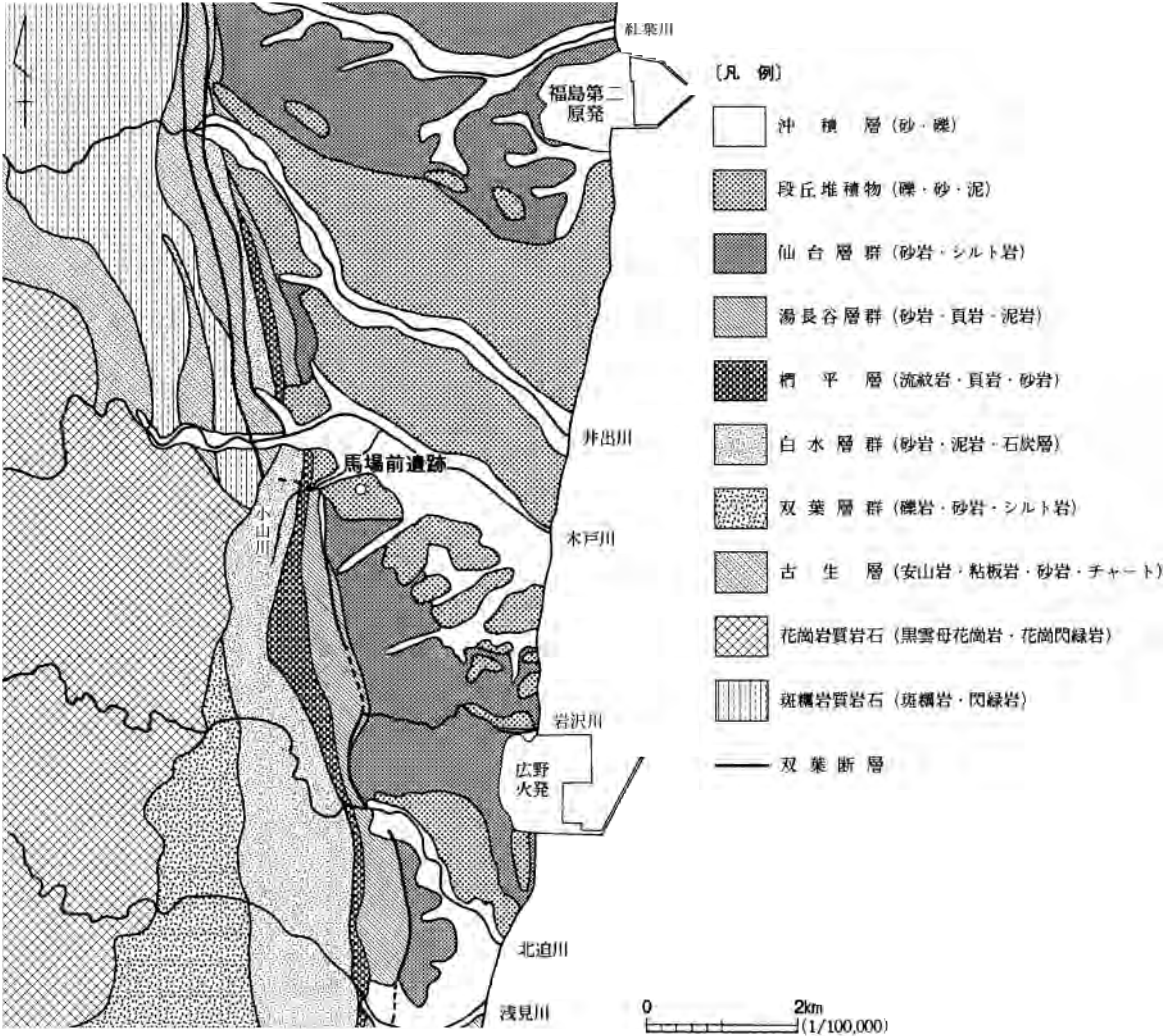 紅葉川
福島第二
原発
井出川
馬場前遺跡
小山川
木戸川
岩沢川
広野
火発
北迫川
浅見川
〔凡 例〕
沖積層（砂・礫）
段丘堆積物（礫・砂・泥）
仙台層群（砂岩・シルト岩）
湯長谷層群（砂岩・頁岩・泥岩）
椚平層（流紋岩・頁岩・砂岩）
白水層群（砂岩・泥岩・石炭層）
双葉層群（礫岩・砂岩・シルト岩）
古生層（安山岩・粘板岩・砂岩・チャート）
花崗岩質岩石（黒雲母花崗岩・花崗閃緑岩）
斑糲岩質岩石（斑糲岩・閃緑岩）
双葉断層
0 2km
(1/100,000)